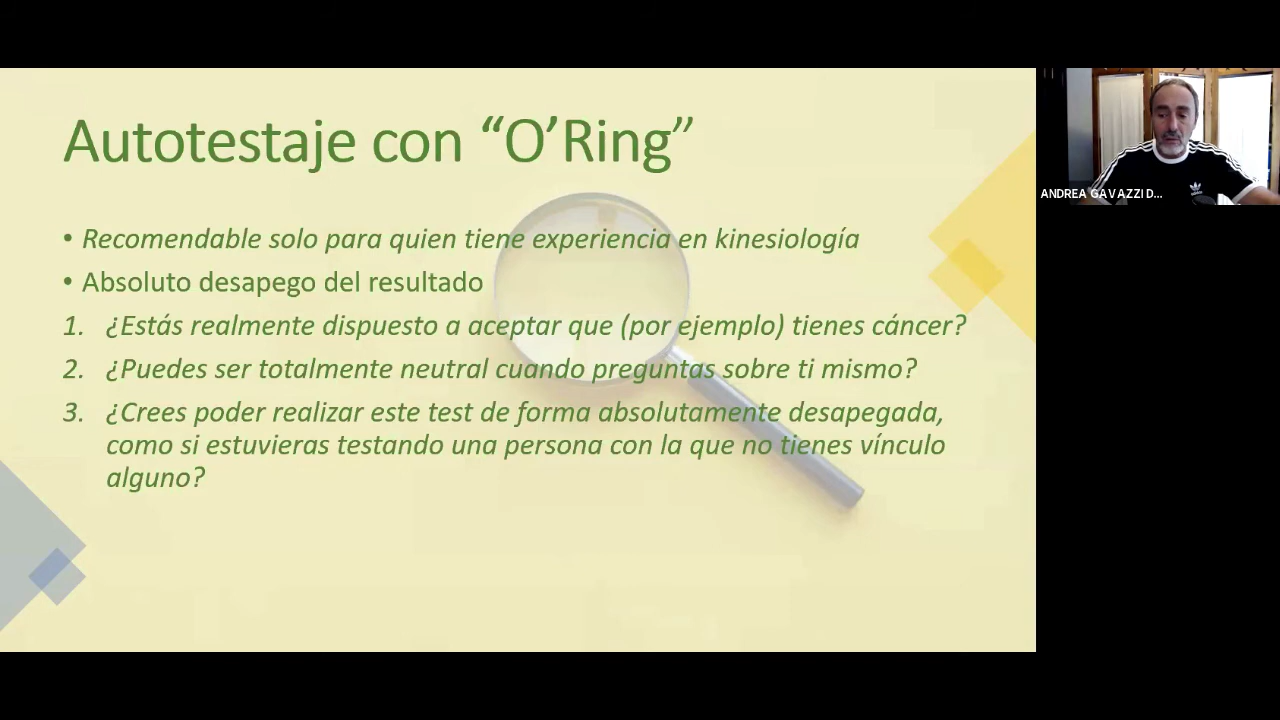 Autotestaje con “O’Ring”
• Recomendable solo para quien tiene experiencia en kinesiología
• Absoluto desapego del resultado
1. ¿Estás realmente dispuesto a aceptar que (por ejemplo) tienes cáncer?
2. ¿Puedes ser totalmente neutral cuando preguntas sobre ti mismo?
3. ¿Crees poder realizar este test de forma absolutamente desapegada,
como si estuvieras testando una persona con la que no tienes vínculo
alguno?
ANDREA GAVAZZI D...